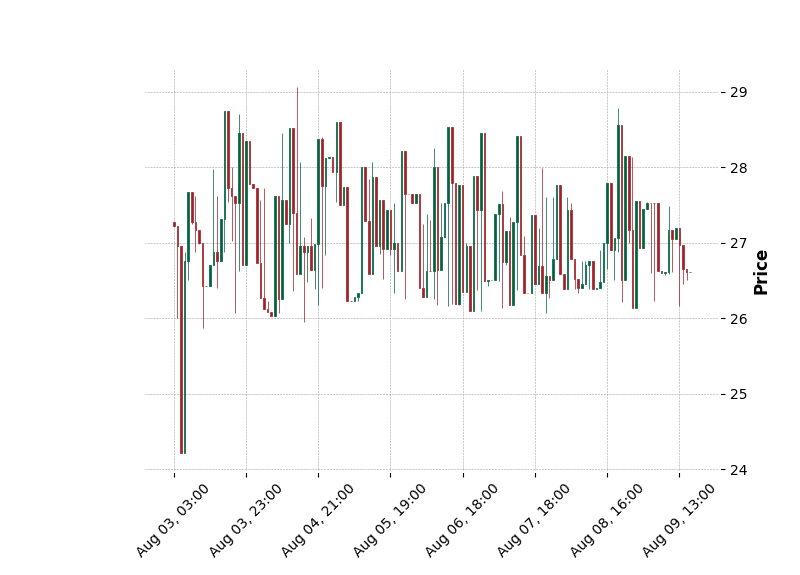 29
28
27
26
25
24
Price
Aug 03, 03:00
Aug 03, 23:00
Aug 04, 21:00
Aug 05, 19:00
Aug 06, 18:00
Aug 07, 18:00
Aug 08, 16:00
Aug 09, 13:00